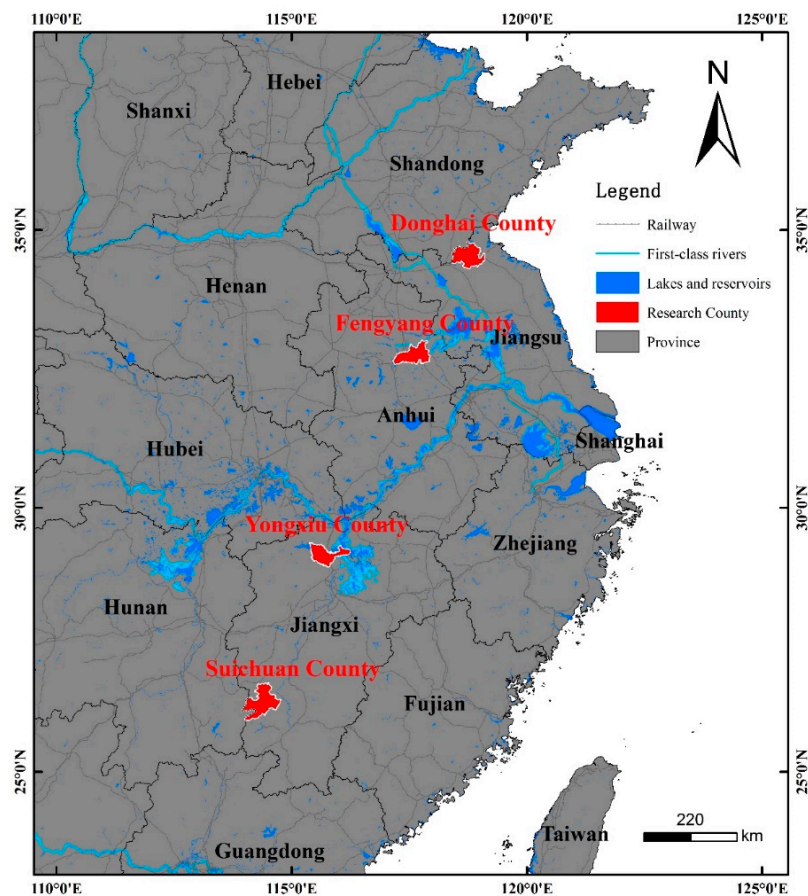 110°0'E 115°0'E 120°0'E 125°0'E
N
Hebei
Shanxi
Shandong
Legend
Railway
First-class rivers
Lakes and reservoirs
Research County
Province
35°0'N
Donghai County
35°0'N
Henan
Fengyang County
Jiangsu
Anhui
Shanghai
Hubei
30°0'N
30°0'N
Yongxiu County
Zhejiang
Hunan
Jiangxi
Suichuan County
Fujian
25°0'N
25°0'N
220
km
Taiwan
Guangdong
110°0'E 115°0'E 120°0'E 125°0'E